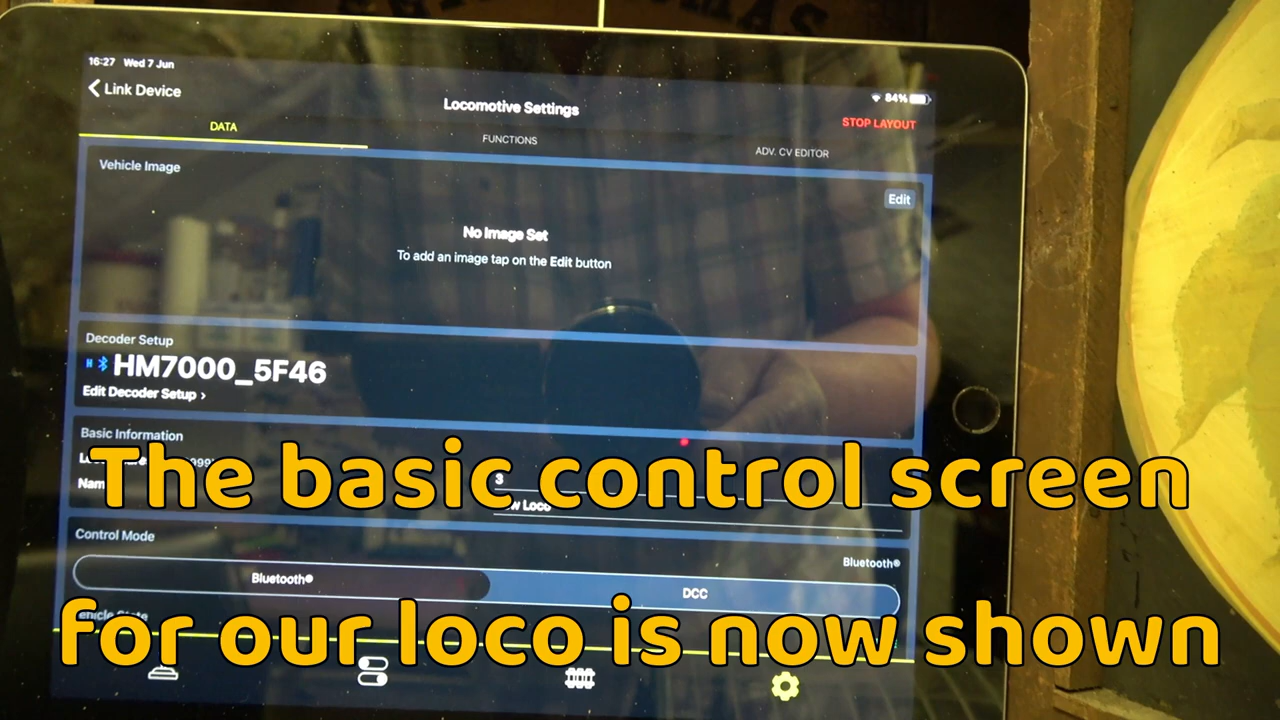 16:27 Wed 7 Jun
84%
Link Device
Locomotive Settings
STOP LAYOUT
DATA
FUNCTIONS
ADV. CV EDITOR
Vehicle Image
Edit
No Image Set
To add an image tap on the Edit button
Decoder Setup
HM7000_5F46
Edit Decoder Setup >
Basic Information
3
Loco
Control Mode
Bluetooth®
Bluetooth®
DCC
The basic control screen
for our loco is now shown